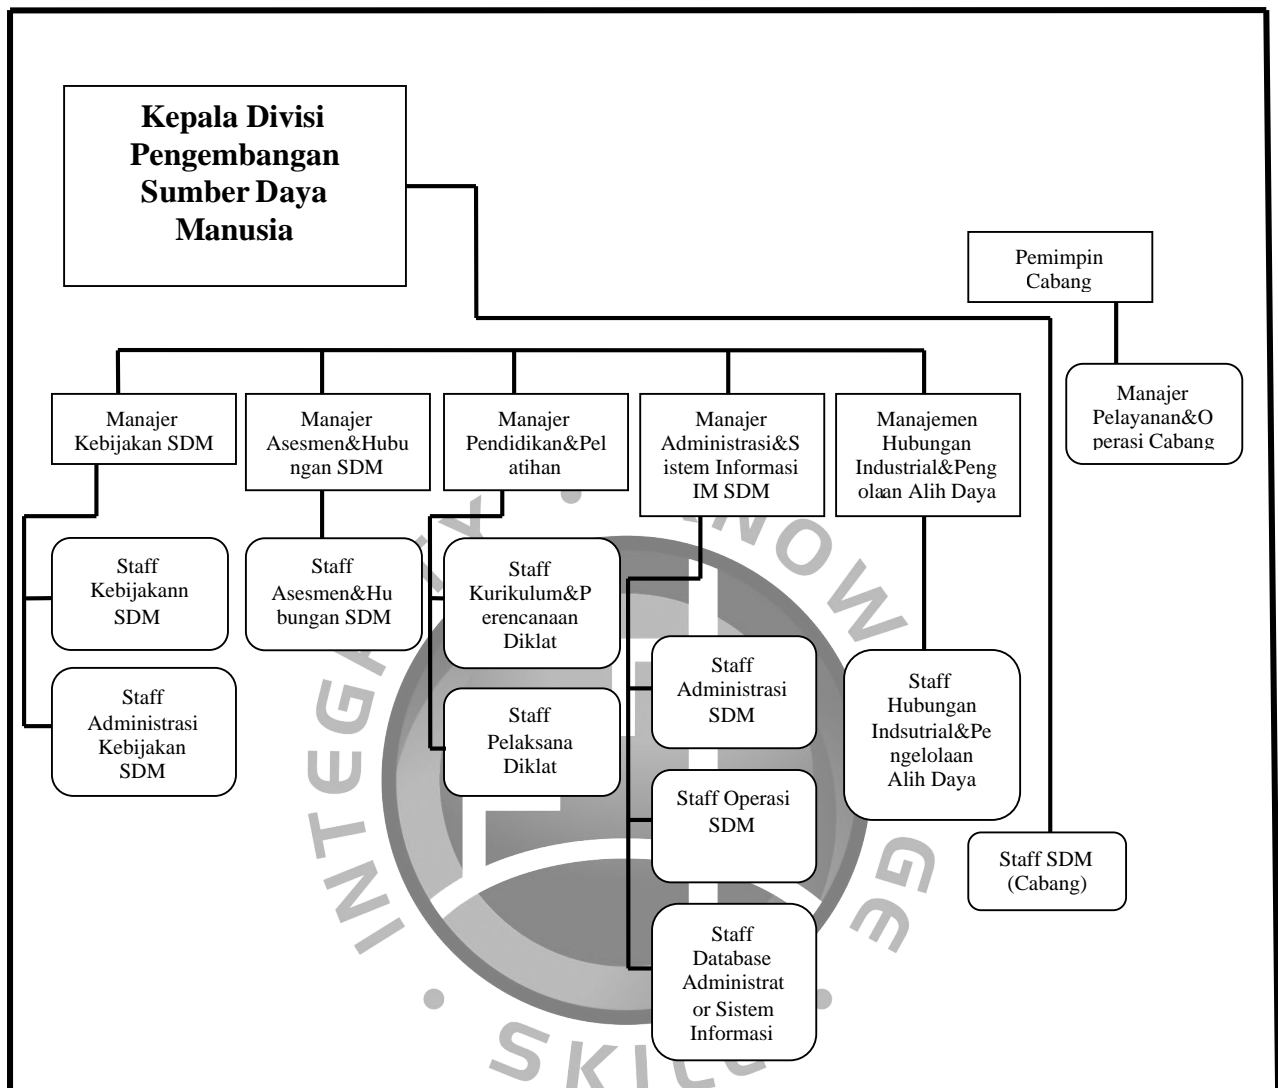 Kepala Divisi
Pengembangan
Sumber Daya
Manusia
Pemimpin
Cabang
Manajer
Pelayanan&O
perasi Cabang
Manajer
Kebijakan SDM
Manajer
Asesmen&Hubu
ngan SDM
Manajer
Pendidikan&Pel
atihan
Manajer
Administrasi&S
istem Informasi
IM SDM
Manajemen
Hubungan
Industrial&Peng
olaan Alih Daya
Staff
Kebijakann
SDM
Staff
Asesmen&Hu
bungan SDM
Staff
Kurikulum&P
erencanaan
Diklat
Staff
Administrasi
SDM
Staff
Hubungan
Indsutrial&Pe
ngelolaan
Alih Daya
Staff
Administrasi
Kebijakan
SDM
Staff
Pelaksana
Diklat
Staff Operasi
SDM
Staff SDM
(Cabang)
Staff
Database
Administrat
or Sistem
Informasi